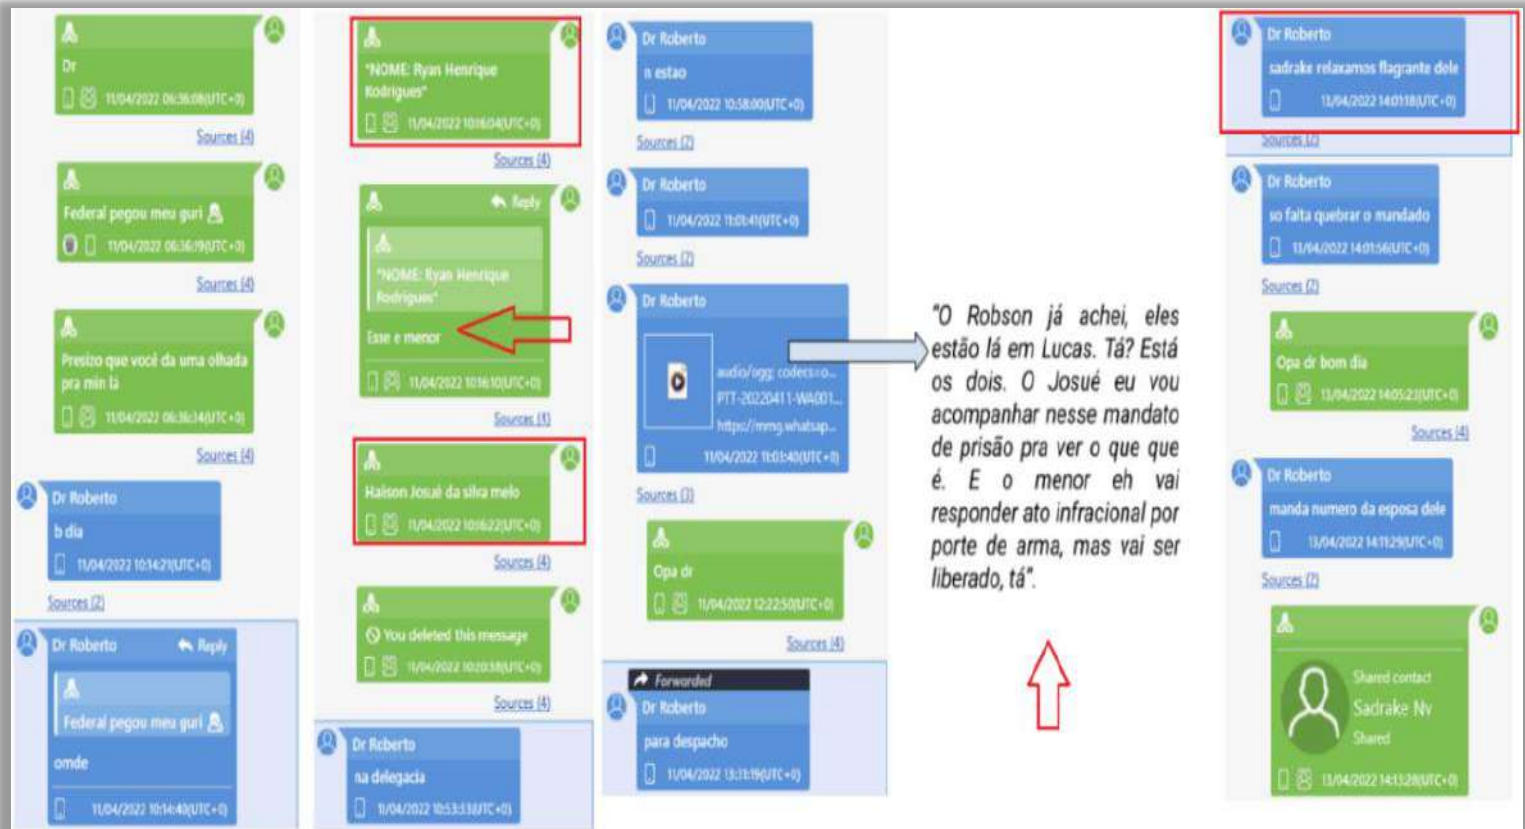 Dr
11/04/2022 06:36:08(UTC+0)
Sources (4)
Federal pegou meu guri
11/04/2022 06:36:19(UTC+0)
Sources (4)
Presizo que você da uma olhada
pra min la
11/04/2022 06:36:34(UTC+0)
Sources (4)
Dr Roberto
b dia
11/04/2022 10:14:21(UTC+0)
Sources (2)
Dr Roberto
Reply
Federal pegou meu guri
omde
11/04/2022 10:14:40(UTC+0)
"NOME: Ryan Henrique
Rodrigues"
11/04/2022 10:16:04(UTC+0)
Sources (4)
Reply
"NOME: Ryan Henrique
Rodrigues"
Esse e menor
11/04/2022 10:16:10(UTC+0)
Sources (4)
Halison Josué da silva melo
11/04/2022 10:16:22(UTC+0)
Sources (4)
You deleted this message
11/04/2022 10:20:38(UTC+0)
Sources (4)
Dr Roberto
na delegacia
11/04/2022 10:53:33(UTC+0)
Dr Roberto
n estao
11/04/2022 10:58:00(UTC+0)
Sources (2)
Dr Roberto
11/04/2022 11:01:41(UTC+0)
Sources (2)
Dr Roberto
audio/ogg; codecs=o...
PTT-20220411-WA001...
https://mmg.whatsap...
11/04/2022 11:03:40(UTC+0)
Sources (3)
Opa dr
11/04/2022 12:22:50(UTC+0)
Sources (4)
Forwarded
Dr Roberto
para despacho
11/04/2022 13:31:19(UTC+0)
"O Robson já achei, eles
estão lá em Lucas. Tá? Está
os dois. O Josué eu vou
acompanhar nesse mandato
de prisão pra ver o que que
é. E o menor eh vai
responder ato infracional por
porte de arma, mas vai ser
liberado, tá".
Dr Roberto
sadrake relaxamos flagrante dele
13/04/2022 14:01:18(UTC+0)
Sources (2)
Dr Roberto
so falta quebrar o mandado
13/04/2022 14:01:56(UTC+0)
Sources (2)
Opa dr bom dia
13/04/2022 14:05:23(UTC+0)
Sources (4)
Dr Roberto
manda numero da esposa dele
13/04/2022 14:11:29(UTC+0)
Sources (2)
Shared contact
Sadrake Nv
Shared
13/04/2022 14:13:28(UTC+0)